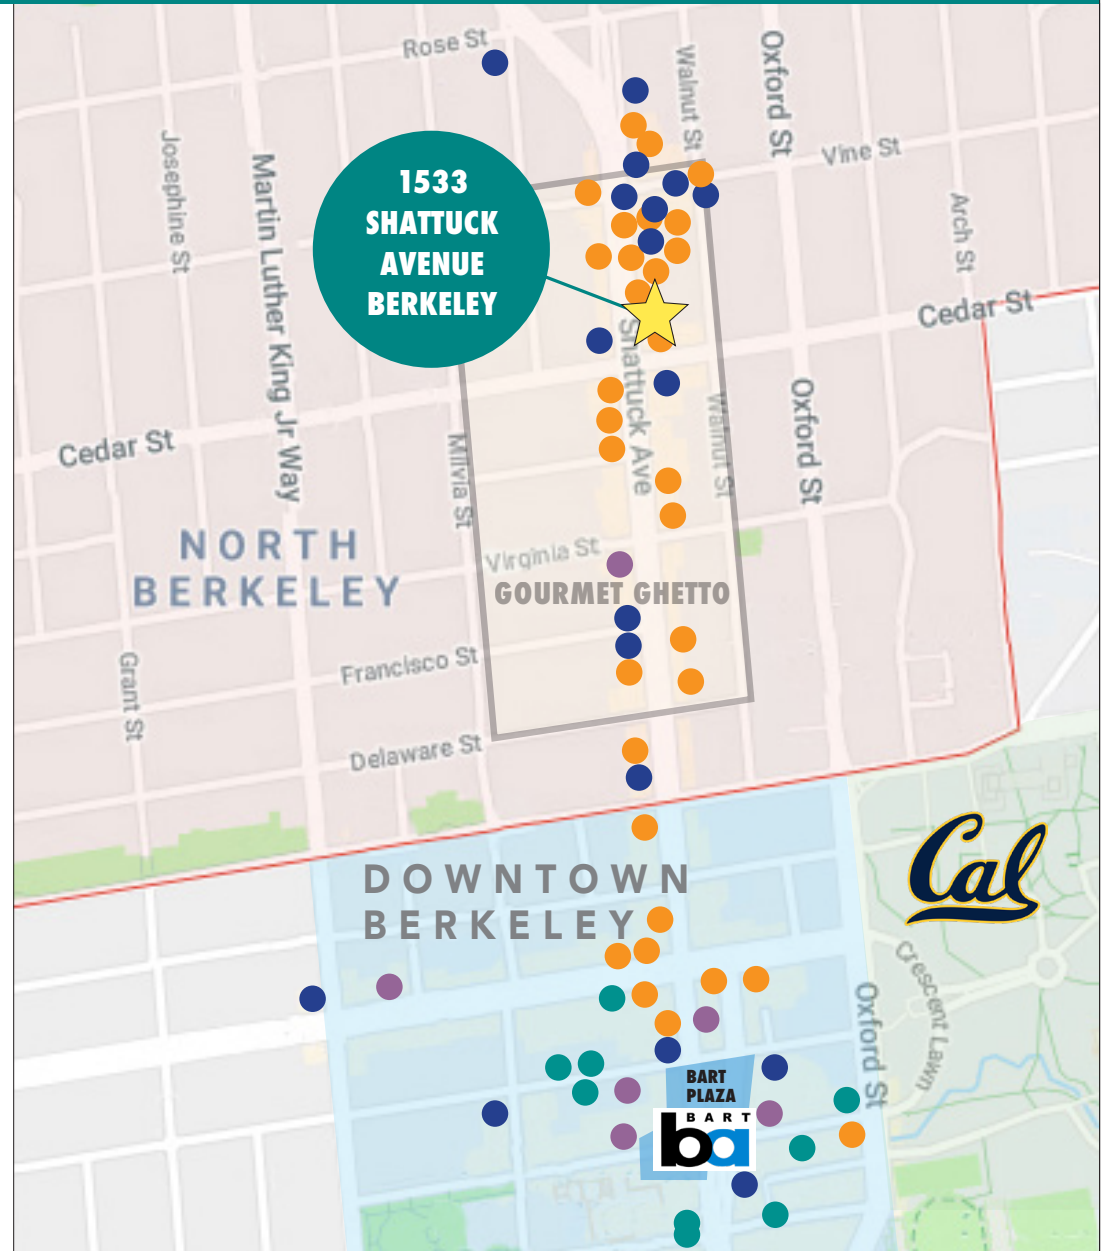 Rose St
Walnut St
Oxford St
Josephine St
Martin Luther King Jr Way
Vine St
Arch St
1533
SHATTUCK
AVENUE
BERKELEY
Cedar St
Shattuck Ave
Walnut St
Oxford St
Cedar St
Milvia St
NORTH
BERKELEY
Virginia St
GOURMET GHETTO
Grant St
Francisco St
Delaware St
DOWNTOWN
BERKELEY
Cal
Crescent Lawn
Oxford St
BART
PLAZA
BART
ba